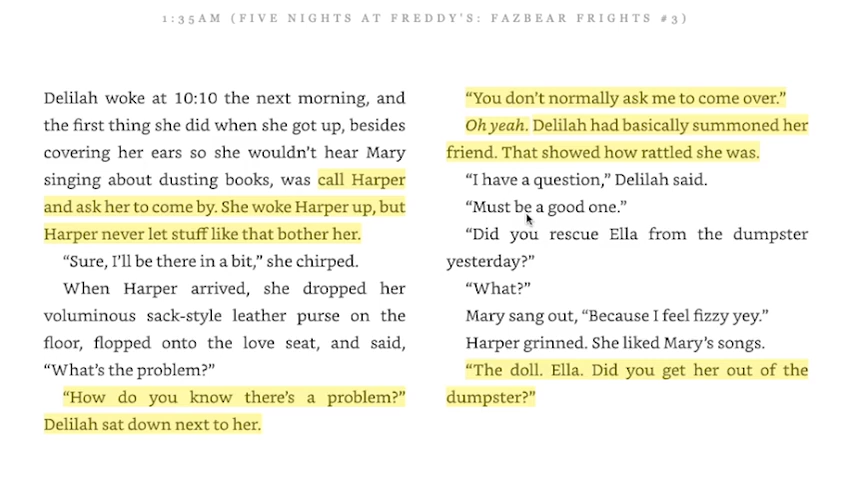 1:35AM (FIVE NIGHTS AT FREDDY'S: FAZBEAR FRIGHTS #3)
Delilah woke at 10:10 the next morning, and
the first thing she did when she got up, besides
covering her ears so she wouldn’t hear Mary
singing about dusting books, was call Harper
and ask her to come by. She woke Harper up, but
Harper never let stuff like that bother her.
“Sure, I’ll be there in a bit,” she chirped.
When Harper arrived, she dropped her
voluminous sack-style leather purse on the
floor, flopped onto the love seat, and said,
“What’s the problem?”
“How do you know there’s a problem?”
Delilah sat down next to her.
“You don’t normally ask me to come over.”
Oh yeah. Delilah had basically summoned her
friend. That showed how rattled she was.
“I have a question,” Delilah said.
“Must be a good one.”
“Did you rescue Ella from the dumpster
yesterday?”
“What?”
Mary sang out, “Because I feel fizzy yey.”
Harper grinned. She liked Mary’s songs.
“The doll. Ella. Did you get her out of the
dumpster?”